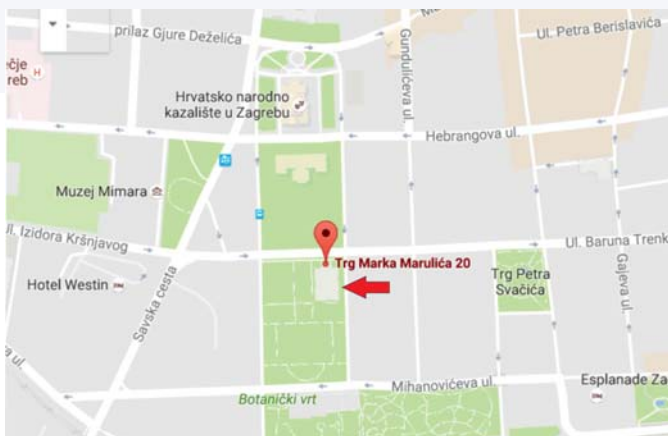 prilaz Gjure Deželića
Gundulićeva ul.
Ul. Petra Berislavića
Hrvatsko narodno
kazalište u Zagrebu
Hebrangova ul.
Muzej Mimara
Izidora Kršnjavog
Trg Marka Marulića 20
Ul. Baruna Trenk
Hotel Westin
Savska cesta
Trg Petra
Svačića
Gajeva ul.
Mihanovićeva ul.
Esplanade Za
Botanički vrt